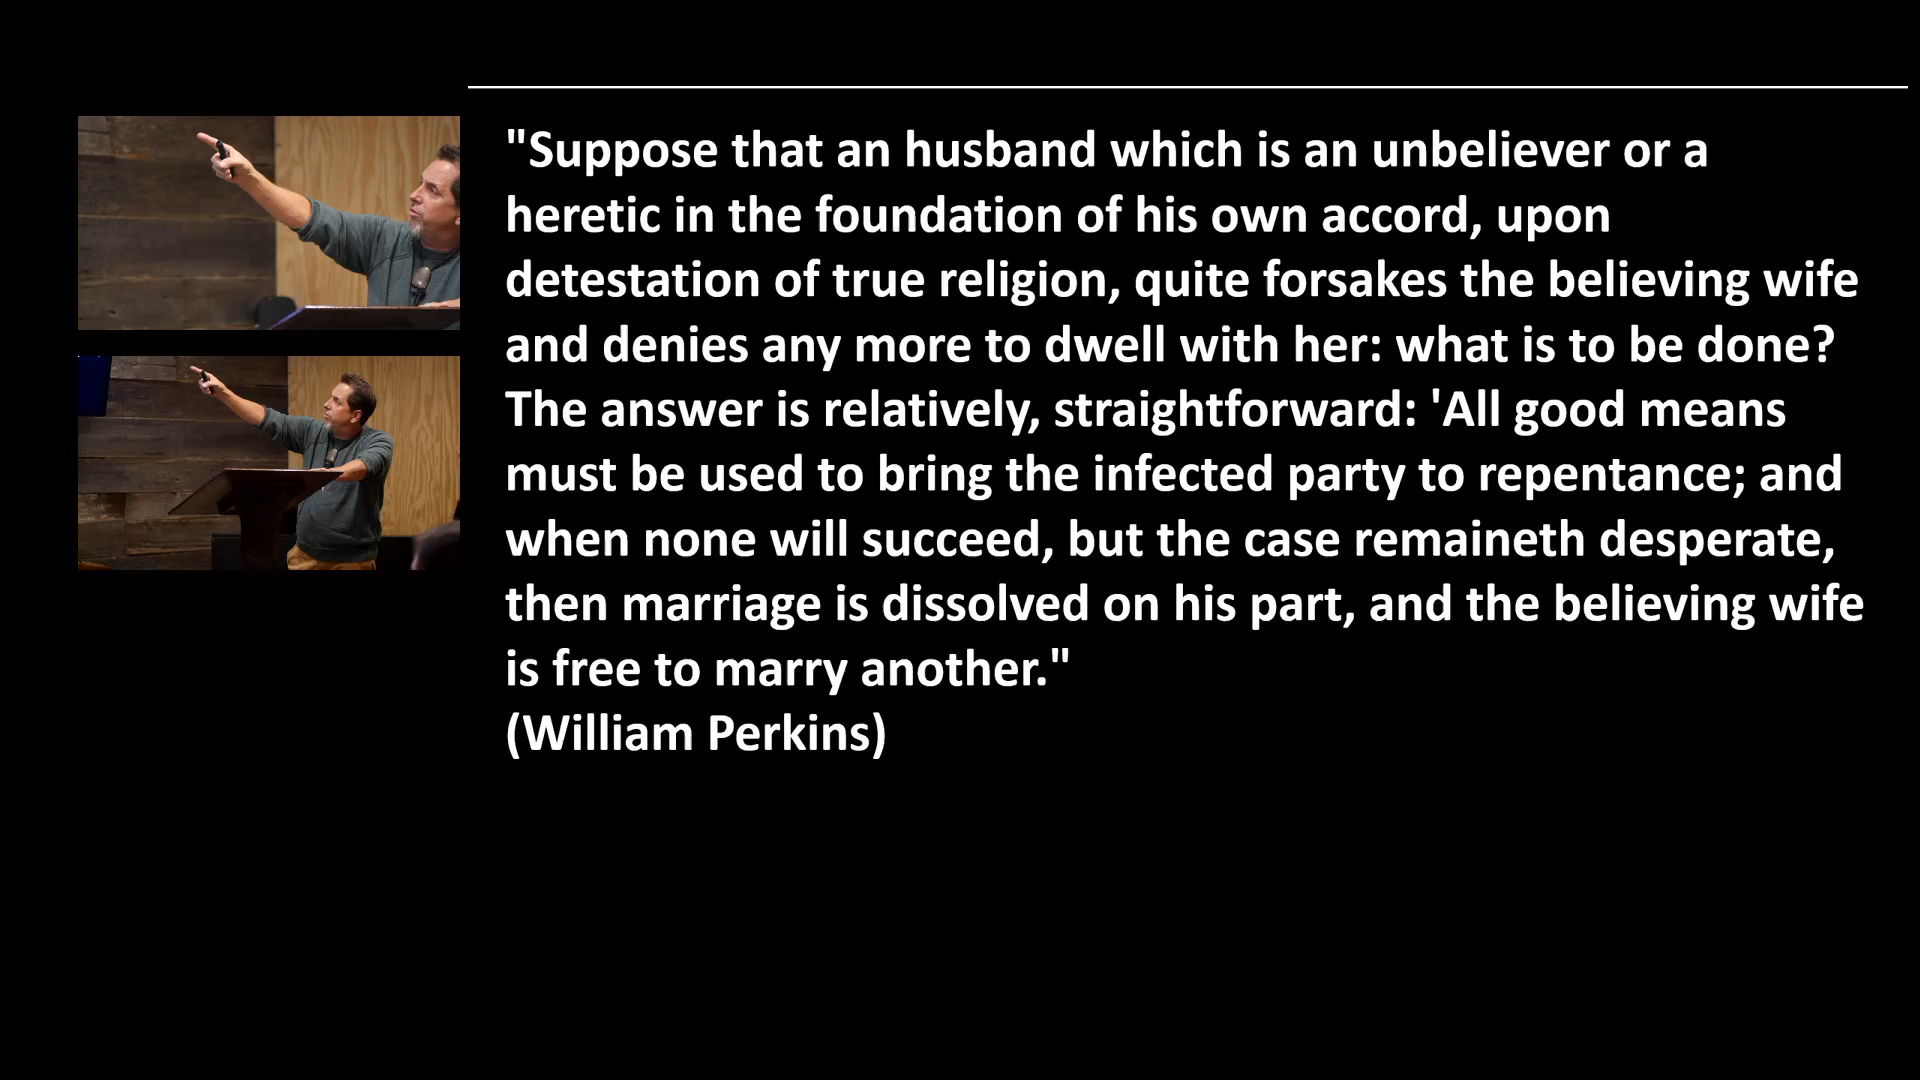 "Suppose that an husband which is an unbeliever or a
heretic in the foundation of his own accord, upon
detestation of true religion, quite forsakes the believing wife
and denies any more to dwell with her: what is to be done?
The answer is relatively, straightforward: 'All good means
must be used to bring the infected party to repentance; and
when none will succeed, but the case remaineth desperate,
then marriage is dissolved on his part, and the believing wife
is free to marry another."
(William Perkins)